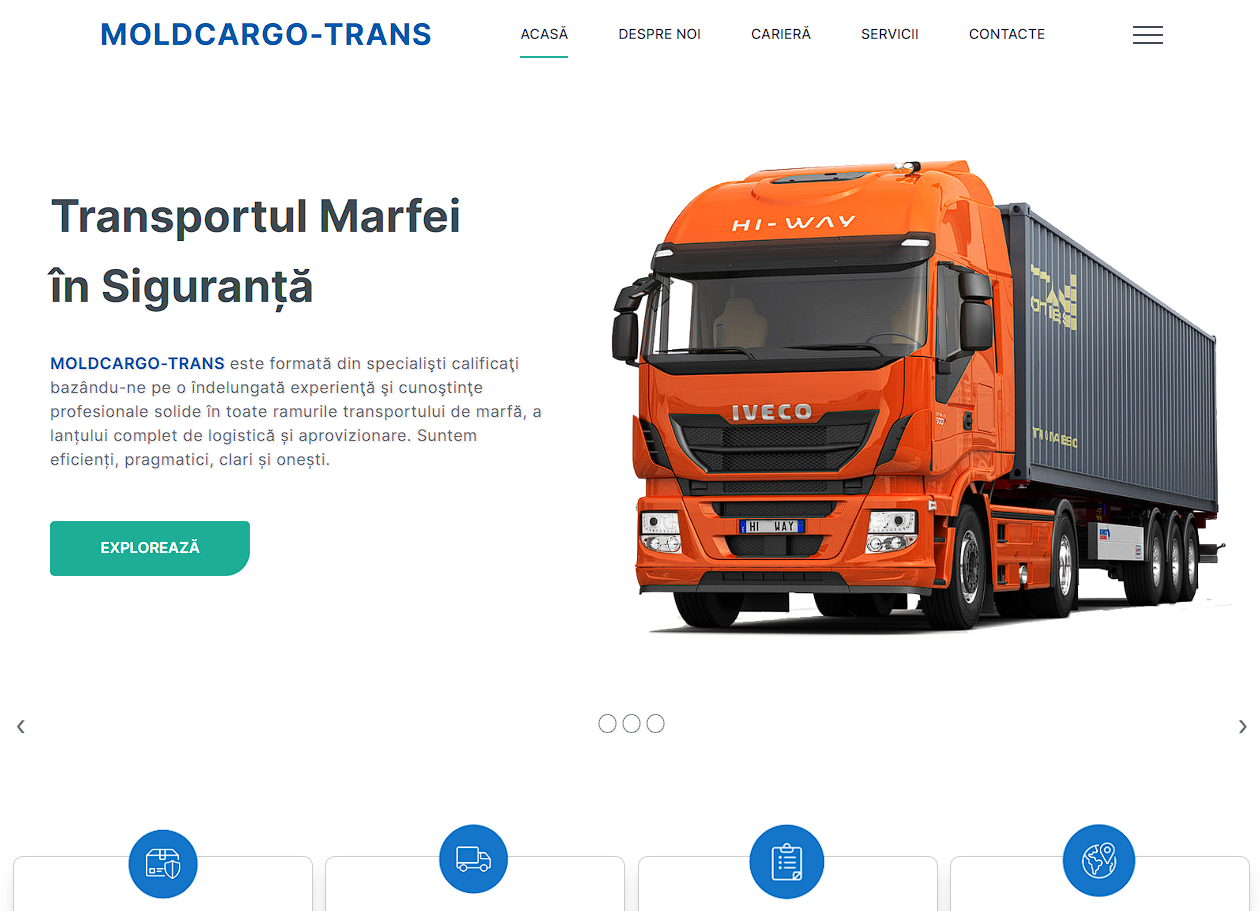 MOLDCARGO-TRANS
ACASĂ
DESPRE NOI
CARIERĂ
SERVICII
CONTACTE
Transportul Marfei
în Siguranță
MOLDCARGO-TRANS este formată din specialişti calificaţi
bazându-ne pe o îndelungată experienţă şi cunoştinţe
profesionale solide în toate ramurile transportului de marfă, a
lanțului complet de logistică și aprovizionare. Suntem
eficienți, pragmatici, clari și onești.
EXPLOREAZĂ
HI-WAY
IVECO
HI WAY